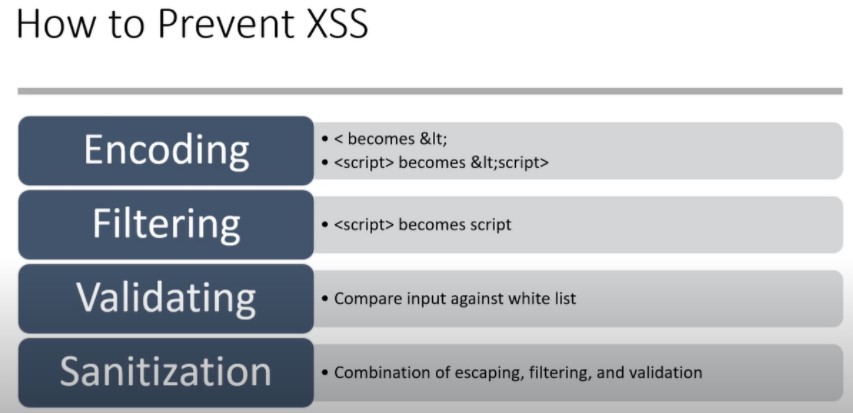 How to Prevent XSS
Encoding
• < becomes &lt;
• <script> becomes &lt;script>
Filtering
• <script> becomes script
Validating
• Compare input against white list
Sanitization
• Combination of escaping, filtering, and validation